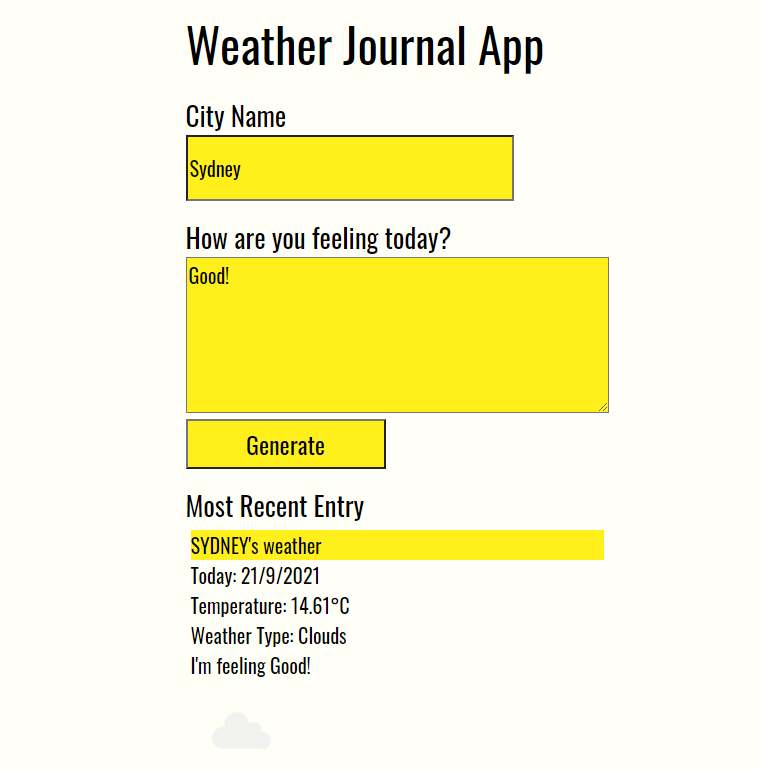 Weather Journal App
City Name
Sydney
How are you feeling today?
Good!
Generate
Most Recent Entry
SYDNEY's weather
Today: 21/9/2021
Temperature: 14.61°C
Weather Type: Clouds
I'm feeling Good!